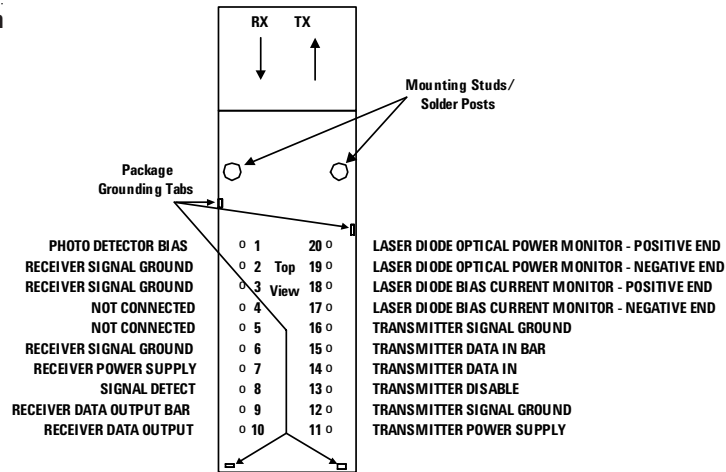 RX TX
Mounting Studs/
Solder Posts
Package
Grounding Tabs
PHOTO DETECTOR BIAS o 1 20 o LASER DIODE OPTICAL POWER MONITOR - POSITIVE END
RECEIVER SIGNAL GROUND o 2 Top 19 o LASER DIODE OPTICAL POWER MONITOR - NEGATIVE END
RECEIVER SIGNAL GROUND o 3 View 18 o LASER DIODE BIAS CURRENT MONITOR - POSITIVE END
NOT CONNECTED o 4 17 o LASER DIODE BIAS CURRENT MONITOR - NEGATIVE END
NOT CONNECTED o 5 16 o TRANSMITTER SIGNAL GROUND
RECEIVER SIGNAL GROUND o 6 15 o TRANSMITTER DATA IN BAR
RECEIVER POWER SUPPLY o 7 14 o TRANSMITTER DATA IN
SIGNAL DETECT o 8 13 o TRANSMITTER DISABLE
RECEIVER DATA OUTPUT BAR o 9 12 o TRANSMITTER SIGNAL GROUND
RECEIVER DATA OUTPUT o 10 11 o TRANSMITTER POWER SUPPLY